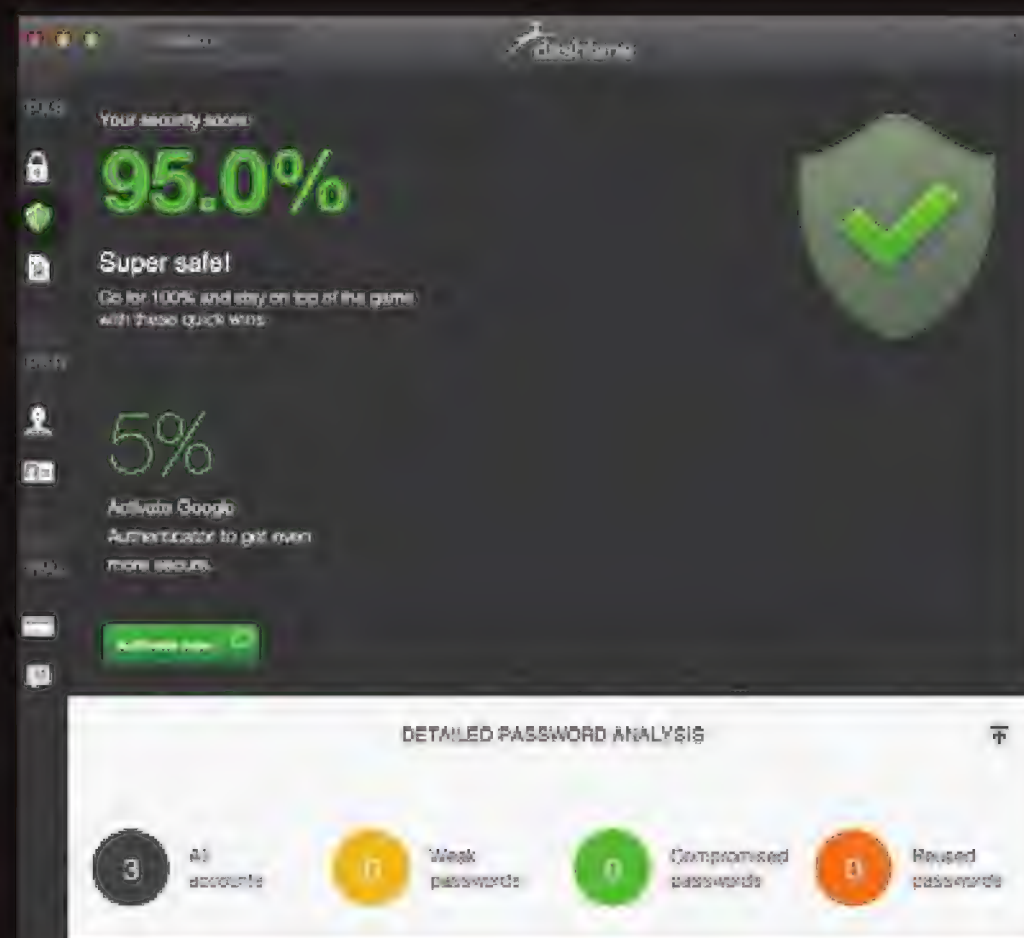 dashlane
Your security score:
95.0%
Super safe!
Go for 100% and stay on top of the game
with these quick wins:
5%
Activate Google
Authenticator to get even
more secure.
DETAILED PASSWORD ANALYSIS
3
All
accounts
0
Weak
passwords
0
Compromised
passwords
0
Reused
passwords